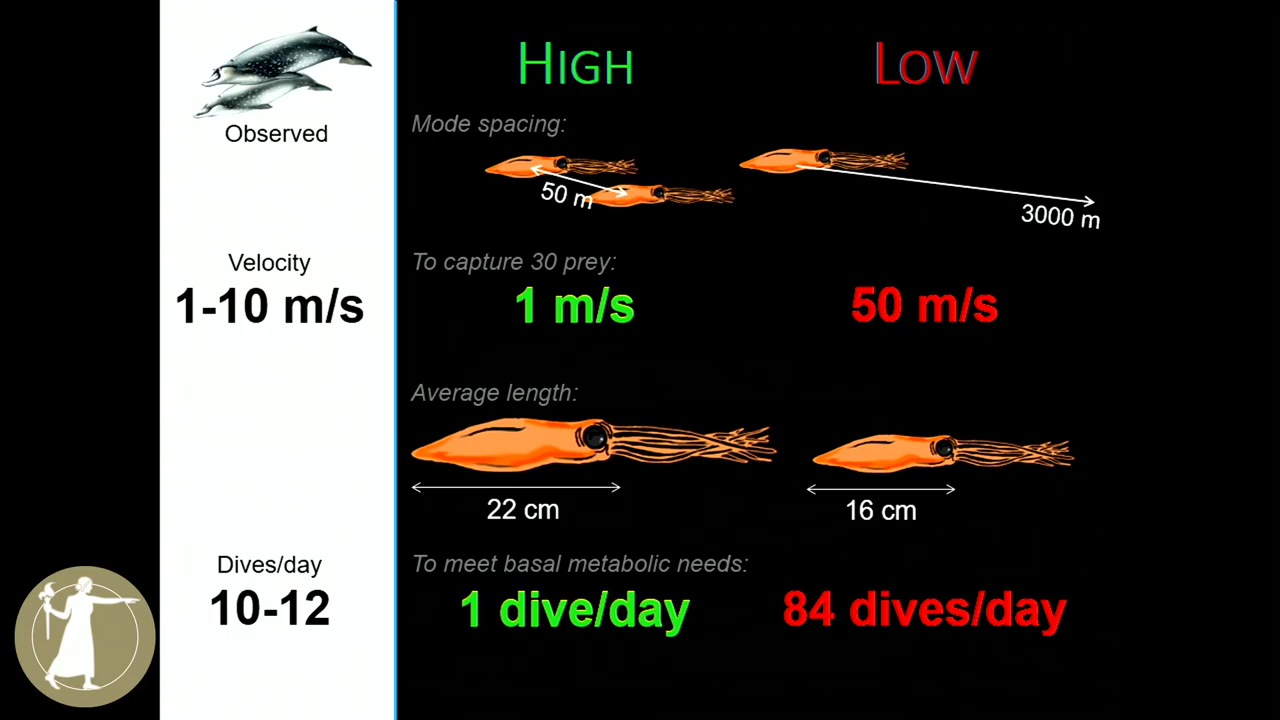 Observed
HIGH
LOW
Mode spacing:
50 m
3000 m
Velocity
1-10 m/s
To capture 30 prey:
1 m/s
50 m/s
Average length:
22 cm
16 cm
Dives/day
10-12
To meet basal metabolic needs:
1 dive/day
84 dives/day